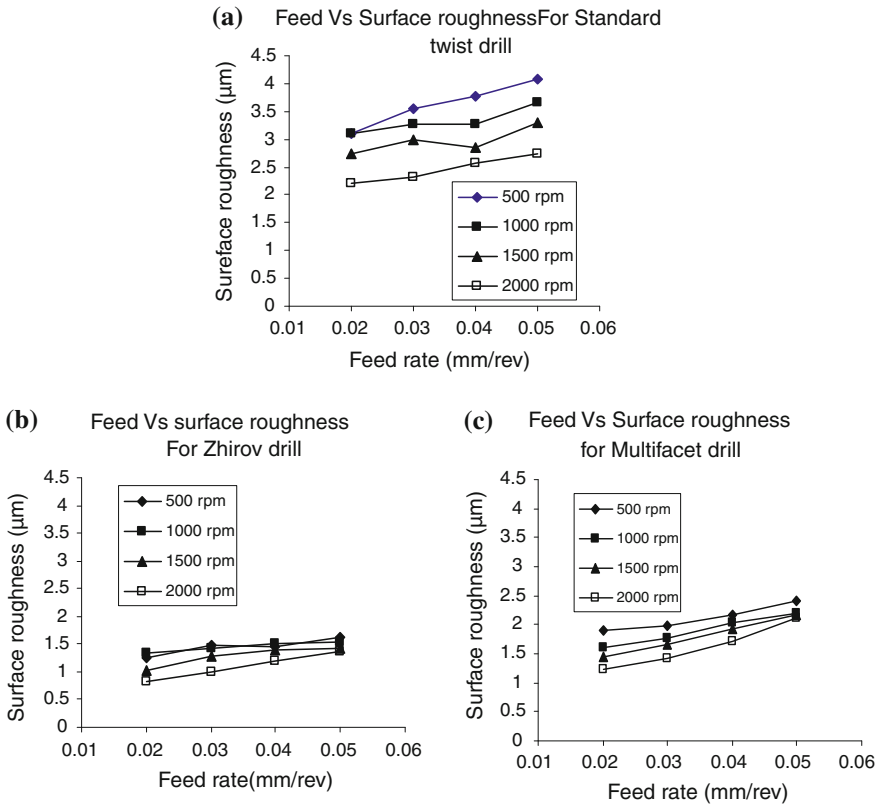 (a) Feed Vs Surface roughnessFor Standard
twist drill
Sureface roughness (µm)
4.5
4
3.5
3
2.5
2
1.5
1
0.5
0
500 rpm
1000 rpm
1500 rpm
2000 rpm
0.01 0.02 0.03 0.04 0.05 0.06
Feed rate (mm/rev)
(b) Feed Vs surface roughness
For Zhirov drill
Surface roughness (µm)
4.5
4
3.5
3
2.5
2
1.5
1
0.5
0
500 rpm
1000 rpm
1500 rpm
2000 rpm
0.01 0.02 0.03 0.04 0.05 0.06
Feed rate(mm/rev)
(c) Feed Vs Surface roughness
for Multifacet drill
Surface roughness (µm)
4.5
4
3.5
3
2.5
2
1.5
1
0.5
0
500 rpm
1000 rpm
1500 rpm
2000 rpm
0.01 0.02 0.03 0.04 0.05 0.06
Feed rate (mm/rev)